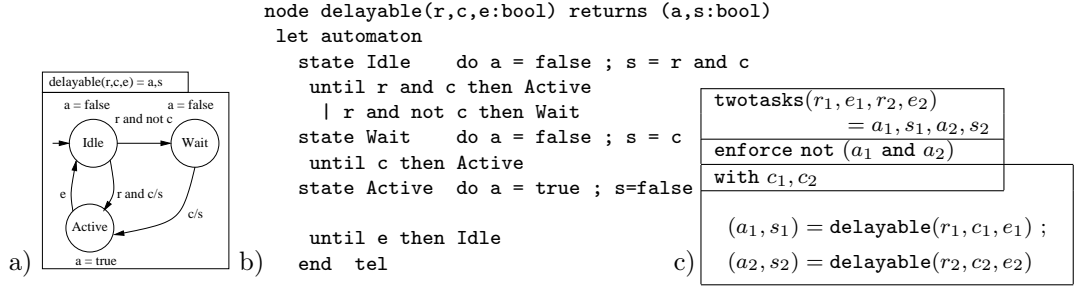 delayable(r,c,e) = a,s
a = false
a = false
r and not c
Idle
Wait
e
r and c/s
c/s
Active
a = true
a)
node delayable(r,c,e:bool) returns (a,s:bool)
let automaton
state Idle do a = false ; s = r and c
until r and c then Active
| r and not c then Wait
state Wait do a = false ; s = c
until c then Active
state Active do a = true ; s=false
until e then Idle
end tel
b)
twotasks(r₁, e₁, r₂, e₂)
= a₁, s₁, a₂, s₂
enforce not (a₁ and a₂)
with c₁, c₂
(a₁, s₁) = delayable(r₁, c₁, e₁) ;
(a₂, s₂) = delayable(r₂, c₂, e₂)
c)